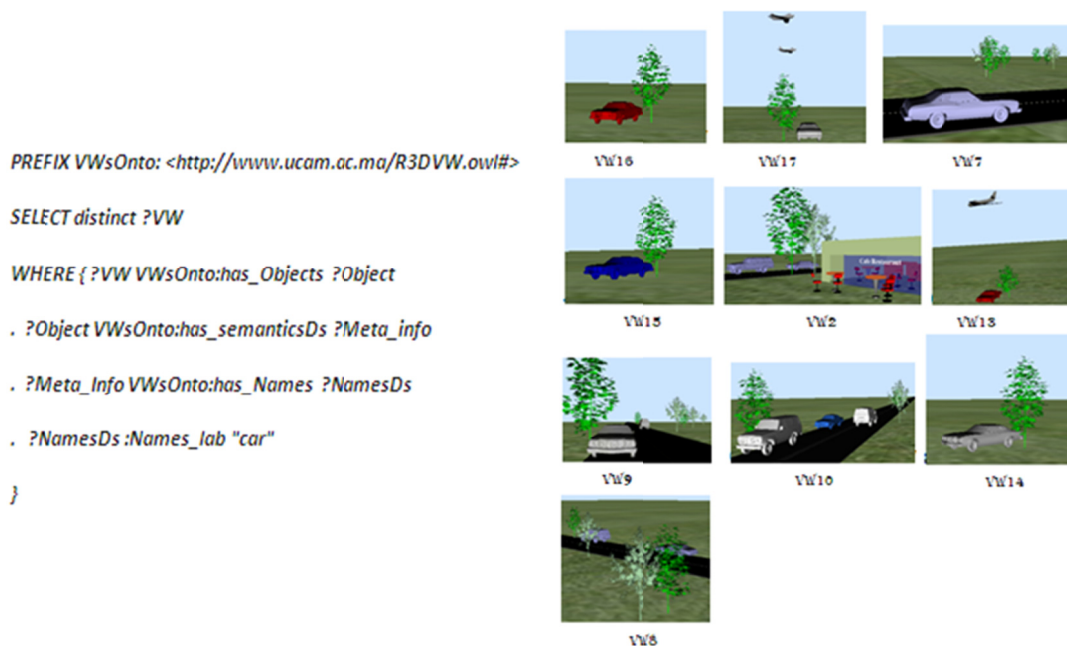 PREFIX VWsOnto: <http://www.ucam.ac.ma/R3DVW.owl#>
SELECT distinct ?VW
WHERE { ?VW VWsOnto:has_Objects ?Object
. ?Object VWsOnto:has_semanticsDs ?Meta_info
. ?Meta_Info VWsOnto:has_Names ?NamesDs
. ?NamesDs :Names_lab "car"
}
VW16
VW17
VW7
VW15
VW2
VW13
Café Restaurant
VW9
VW10
VW14
VW8